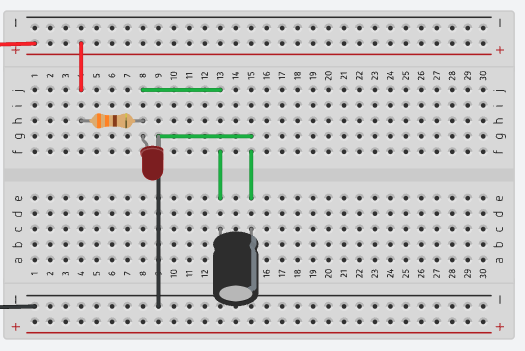 − −
+ +
1 2 3 4 5 6 7 8 9 10 11 12 13 14 15 16 17 18 19 20 21 22 23 24 25 26 27 28 29 30
j j
i i
h h
g g
f f
e e
d d
c c
b b
a a
1 2 3 4 5 6 7 8 9 10 11 12 13 14 15 16 17 18 19 20 21 22 23 24 25 26 27 28 29 30
− −
+ +